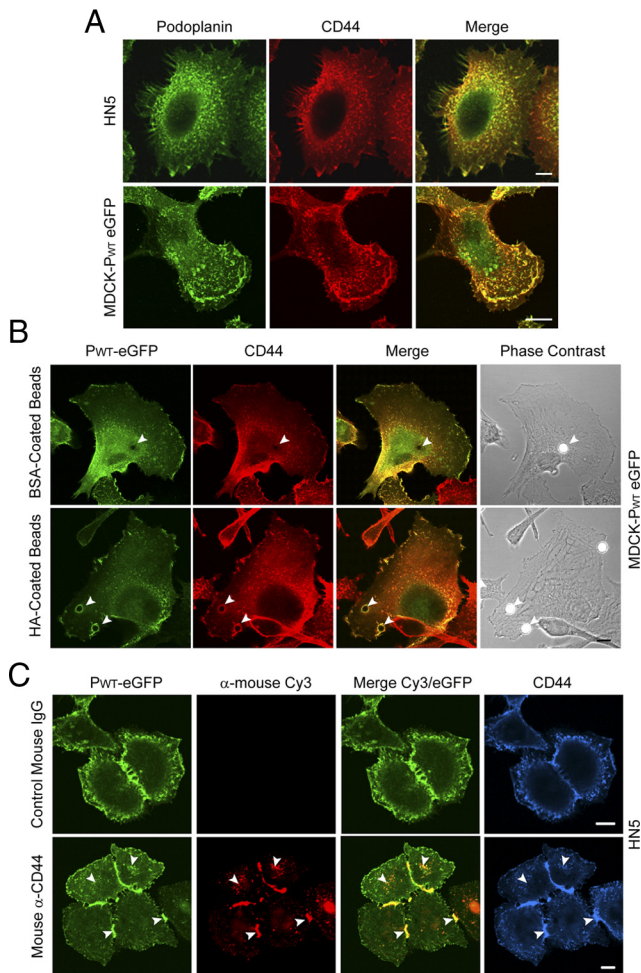 A
Podoplanin CD44 Merge
HN5
MDCK-PWT eGFP
B
PWT-eGFP CD44 Merge Phase Contrast
BSA-Coated Beads
HA-Coated Beads
MDCK-PWT eGFP
C
PWT-eGFP α-mouse Cy3 Merge Cy3/eGFP CD44
Control Mouse IgG
Mouse α-CD44
HN5